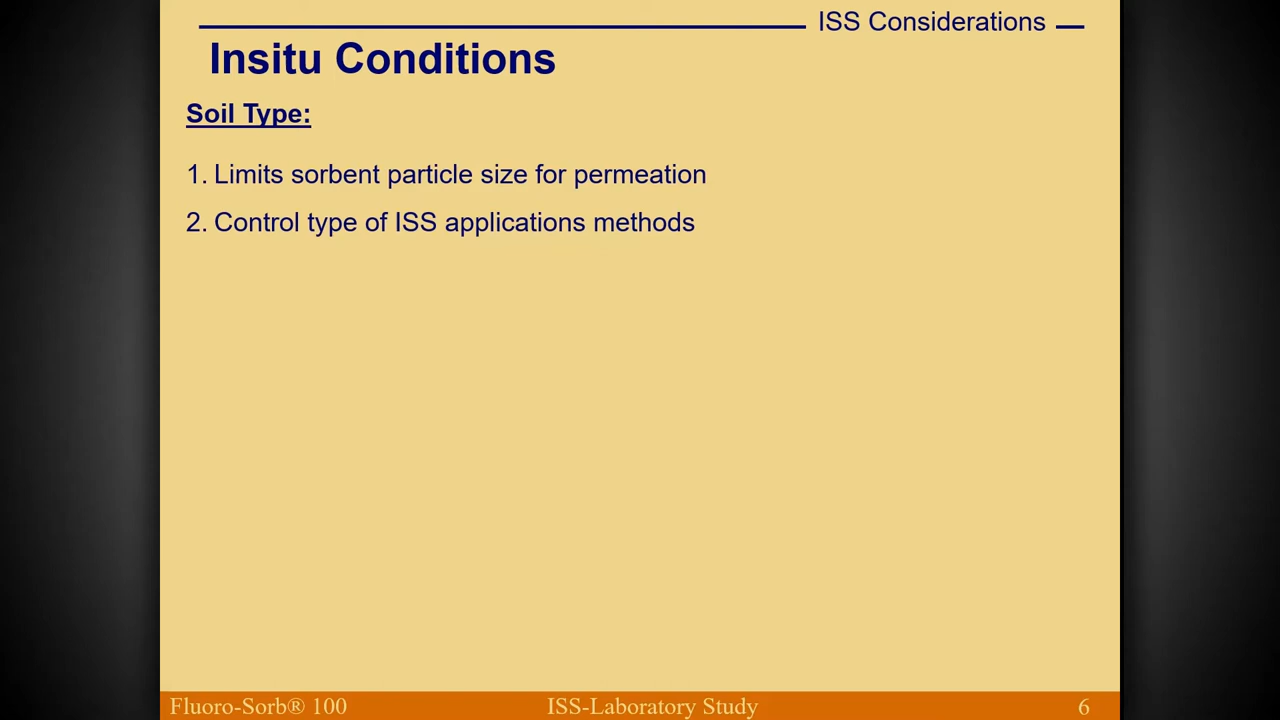 ISS Considerations
Insitu Conditions
Soil Type:
1. Limits sorbent particle size for permeation
2. Control type of ISS applications methods
Fluoro-Sorb® 100 ISS-Laboratory Study 6